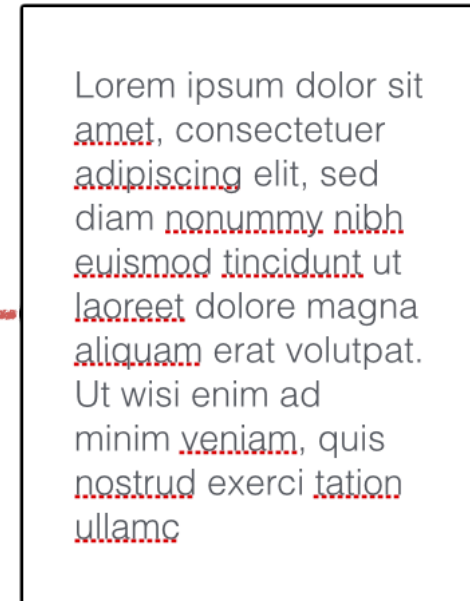 Lorem ipsum dolor sit
amet, consectetuer
adipiscing elit, sed
diam nonummy nibh
euismod tincidunt ut
laoreet dolore magna
aliquam erat volutpat.
Ut wisi enim ad
minim veniam, quis
nostrud exerci tation
ullamc